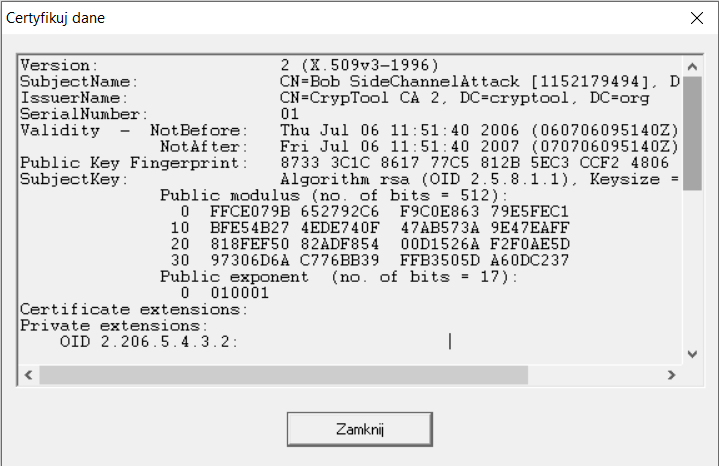 Certyfikuj dane
Version: 2 (X.509v3-1996)
SubjectName: CN=Bob SideChannelAttack [1152179494], D
IssuerName: CN=CrypTool CA 2, DC=cryptool, DC=org
SerialNumber: 01
Validity - NotBefore: Thu Jul 06 11:51:40 2006 (060706095140Z)
NotAfter: Fri Jul 06 11:51:40 2007 (070706095140Z)
Public Key Fingerprint: 8733 3C1C 8617 77C5 812B 5EC3 CCF2 4806
SubjectKey: Algorithm rsa (OID 2.5.8.1.1), Keysize =
Public modulus (no. of bits = 512):
0 FFCE079B 652792C6 F9C0E863 79E5FEC1
10 BFE54B27 4EDE740F 47AB573A 9E47EAFF
20 818FEF50 82ADF854 00D1526A F2F0AE5D
30 97306D6A C776BB39 FFB3505D A60DC237
Public exponent (no. of bits = 17):
0 010001
Certificate extensions:
Private extensions:
OID 2.206.5.4.3.2:
Zamknij